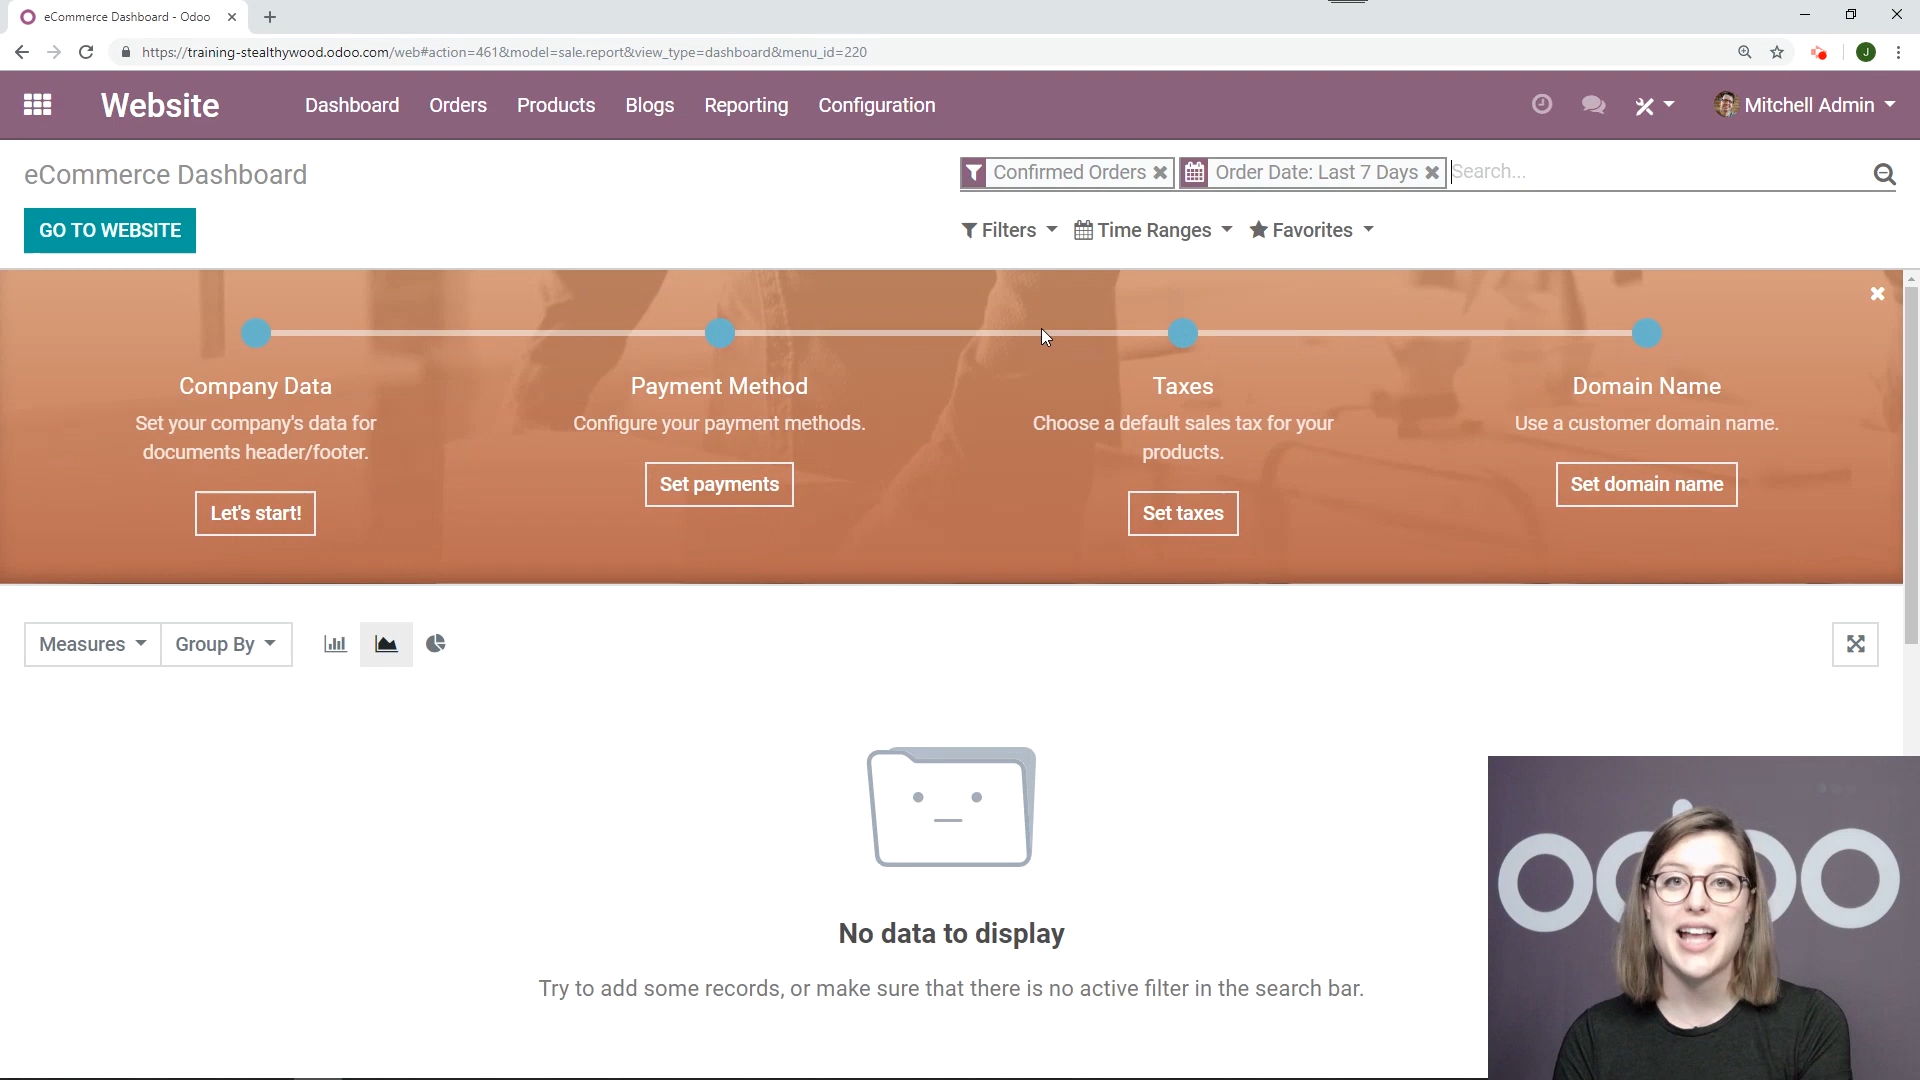 eCommerce Dashboard - Odoo
https://training-stealthywood.odoo.com/web#action=461&model=sale.report&view_type=dashboard&menu_id=220
J
Website Dashboard Orders Products Blogs Reporting Configuration Mitchell Admin
eCommerce Dashboard
Confirmed Orders Order Date: Last 7 Days Search...
GO TO WEBSITE
Filters Time Ranges Favorites
Company Data
Set your company's data for
documents header/footer.
Let's start!
Payment Method
Configure your payment methods.
Set payments
Taxes
Choose a default sales tax for your
products.
Set taxes
Domain Name
Use a customer domain name.
Set domain name
Measures Group By
No data to display
Try to add some records, or make sure that there is no active filter in the search bar.
odoo